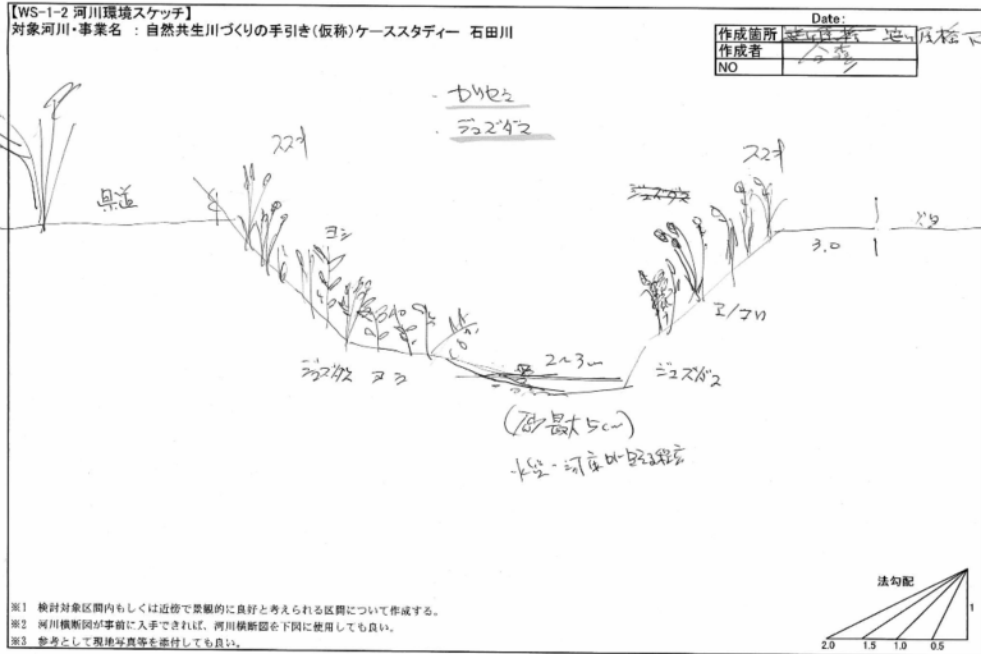 【WS-1-2 河川環境スケッチ】
対象河川・事業名 : 自然共生川づくりの手引き(仮称)ケーススタディー 石田川
Date:
作成箇所
作成者
NO
・カワセミ
・ジュズダマ
ススキ
ススキ
県道
ジュズダマ
ヨシ
3.0
ジュズダマ ヨシ
2~3m
ジュズダマ
最大5cm)
法勾配
1
2.0 1.5 1.0 0.5
※1 検討対象区間内もしくは近傍で景観的に良好と考えられる区間について作成する。
※2 河川横断図が事前に入手できれば、河川横断図を下図に使用しても良い。
※3 参考として現地写真等を添付しても良い。